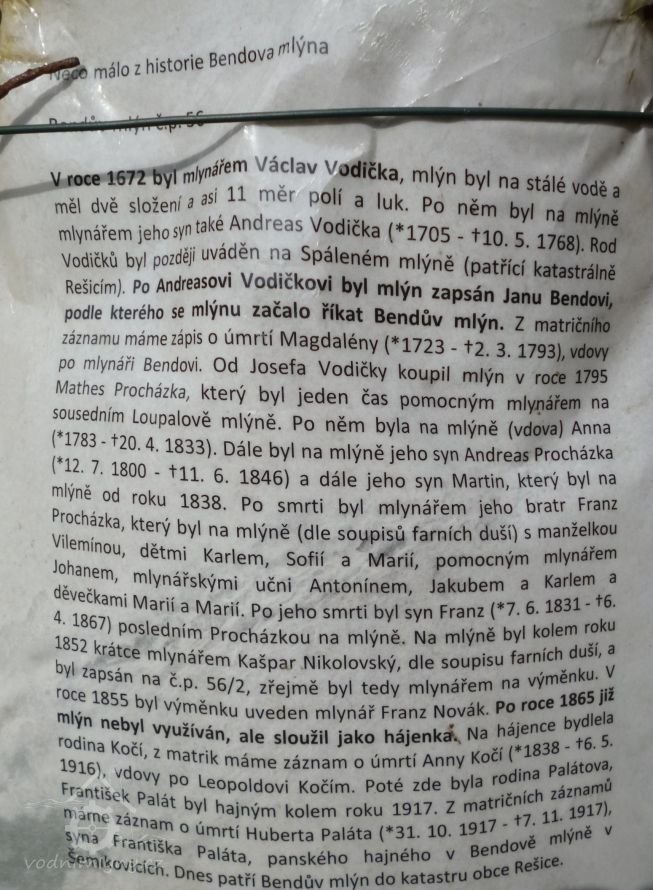 Něco málo z historie Bendova mlýna
Bendův mlýn č.p. 56
V roce 1672 byl mlynářem Václav Vodička, mlýn byl na stálé vodě a
měl dvě složení a asi 11 měr polí a luk. Po něm byl na mlýně
mlynářem jeho syn také Andreas Vodička (*1705 - †10. 5. 1768). Rod
Vodičků byl později uváděn na Spáleném mlýně (patřící katastrálně
Rešicím). Po Andreasovi Vodičkovi byl mlýn zapsán Janu Bendovi,
podle kterého se mlýnu začalo říkat Bendův mlýn. Z matričního
záznamu máme zápis o úmrtí Magdalény (*1723 - †2. 3. 1793), vdovy
po mlynáři Bendovi. Od Josefa Vodičky koupil mlýn v roce 1795
Mathes Procházka, který byl jeden čas pomocným mlynářem na
sousedním Loupalově mlýně. Po něm byla na mlýně (vdova) Anna
(*1783 - †20. 4. 1833). Dále byl na mlýně jeho syn Andreas Procházka
(*12. 7. 1800 - †11. 6. 1846) a dále jeho syn Martin, který byl na
mlýně od roku 1838. Po smrti byl mlynářem jeho bratr Franz
Procházka, který byl na mlýně (dle soupisů farních duší) s manželkou
Vilemínou, dětmi Karlem, Sofií a Marií, pomocným mlynářem
Johanem, mlynářskými učni Antonínem, Jakubem a Karlem a
děvečkami Marií a Marií. Po jeho smrti byl syn Franz (*7. 6. 1831 - †6.
4. 1867) posledním Procházkou na mlýně. Na mlýně byl kolem roku
1852 krátce mlynářem Kašpar Nikolovský, dle soupisu farních duší, a
byl zapsán na č.p. 56/2, zřejmě byl tedy mlynářem na výměnku. V
roce 1855 byl výměnku uveden mlynář Franz Novák. Po roce 1865 již
mlýn nebyl využíván, ale sloužil jako hájenka. Na hájence bydlela
rodina Kočí, z matrik máme záznam o úmrtí Anny Kočí (*1838 - †6. 5.
1916), vdovy po Leopoldovi Kočím. Poté zde byla rodina Palátova,
František Palát byl hajným kolem roku 1917. Z matričních záznamů
máme záznam o úmrtí Huberta Paláta (*31. 10. 1917 - †7. 11. 1917),
syna Františka Paláta, panského hajného v Bendově mlýně v
Šemíkovicích. Dnes patří Bendův mlýn do katastru obce Rešice.